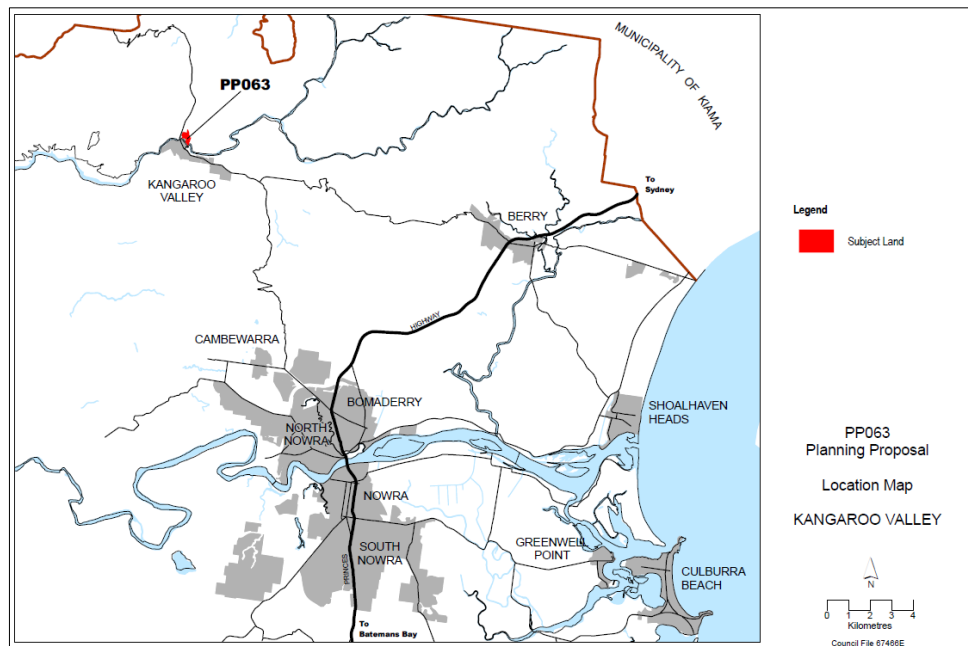 MUNICIPALITY OF KIAMA
PP063
KANGAROO
VALLEY
To
Sydney
BERRY
HIGHWAY
CAMBEWARRA
BOMADERRY
NORTH
NOWRA
SHOALHAVEN
HEADS
NOWRA
SOUTH
NOWRA
PRINCES
GREENWELL
POINT
CULBURRA
BEACH
To
Batemans Bay
Legend
Subject Land
PP063
Planning Proposal
Location Map
KANGAROO VALLEY
N
0 1 2 3 4
Kilometres
Council File 67466E